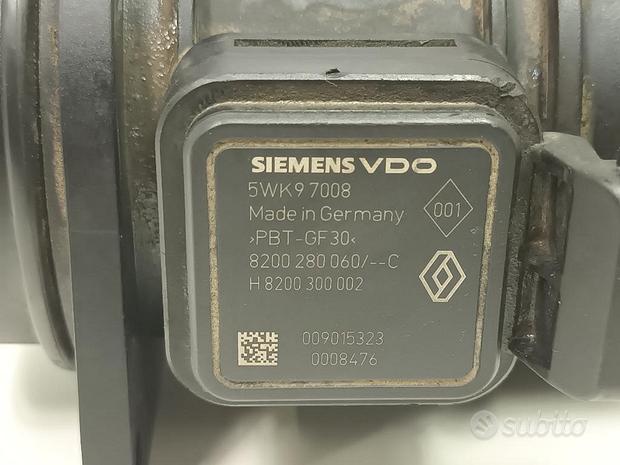 SIEMENS VDO
5WK9 7008
Made in Germany
›PBT-GF30‹
8200 280 060/--C
H 8200 300 002
001
009015323
0008476
subito